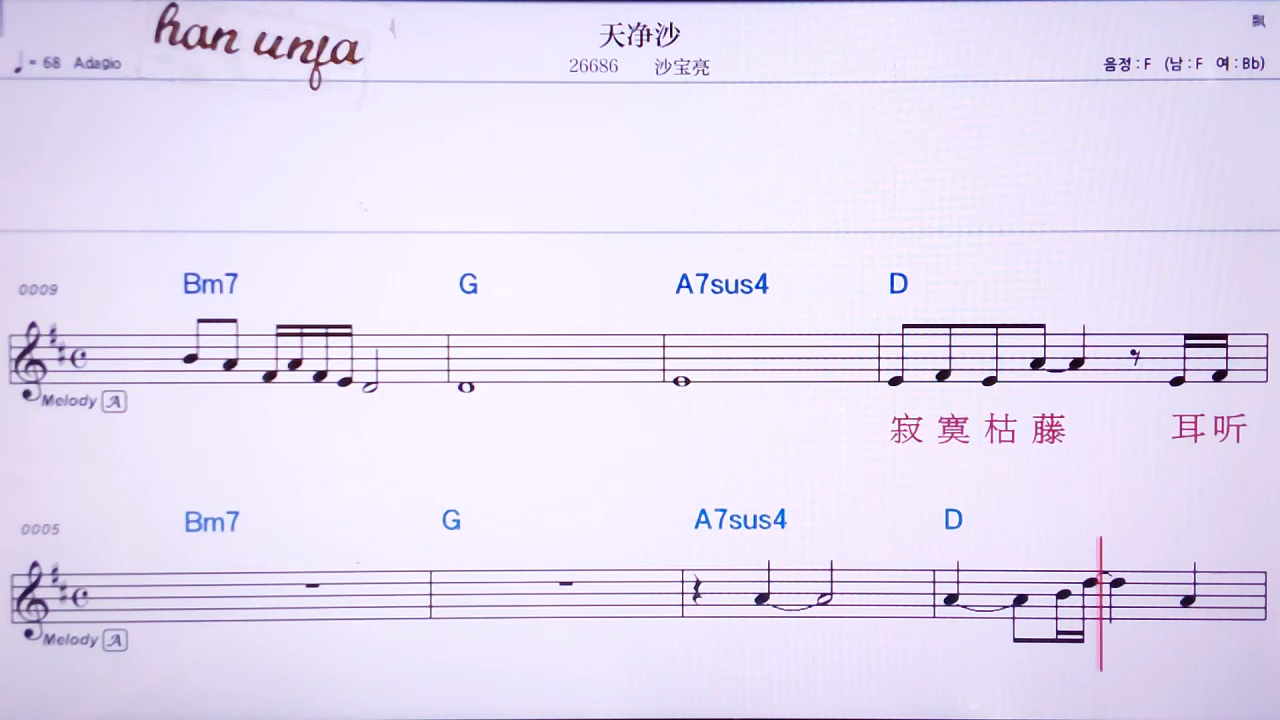 han unfa
天净沙
♩= 68 Adagio
26686 沙宝亮
음정 : F (남 : F 여 : Bb)
0009 Bm7 G A7sus4 D
Melody A
寂 寞 枯 藤 耳 听
0005 Bm7 G A7sus4 D
Melody A